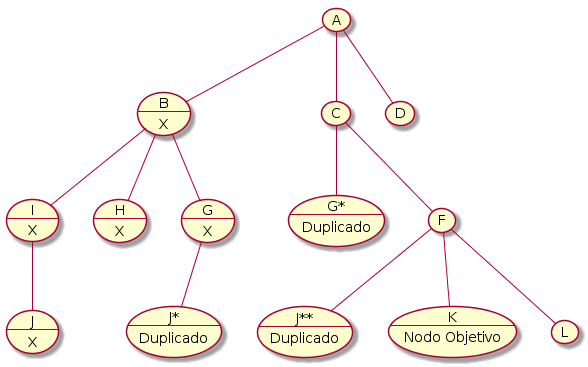 A
B
X
C
D
I
X
H
X
G
X
G*
Duplicado
F
J
X
J*
Duplicado
J**
Duplicado
K
Nodo Objetivo
L